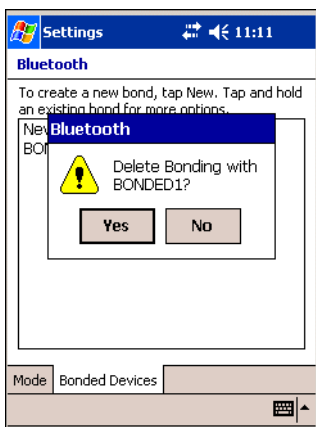 Settings 11:11
Bluetooth
To create a new bond, tap New. Tap and hold
an existing bond for more options.
Bluetooth
Delete Bonding with
BONDED1?
Yes No
Mode Bonded Devices